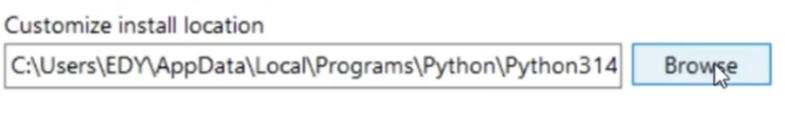 Customize install location
C:\Users\EDY\AppData\Local\Programs\Python\Python314
Browse